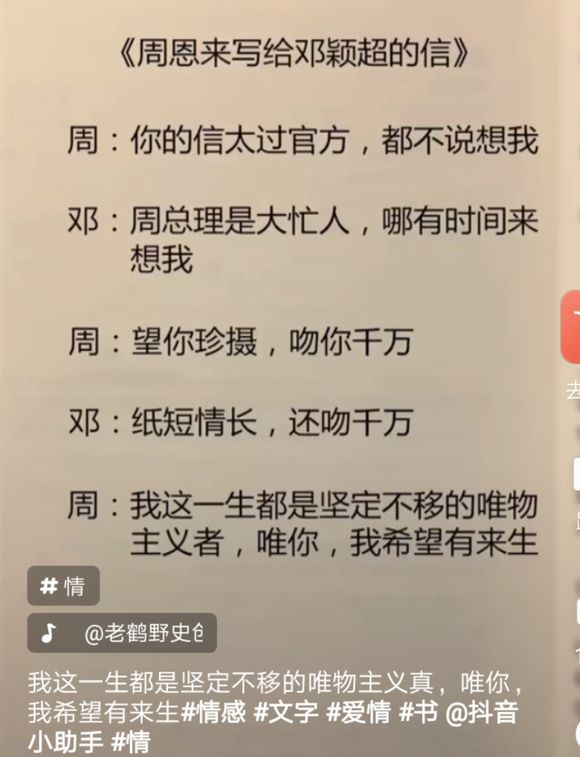 《周恩来写给邓颖超的信》
周：你的信太过官方，都不说想我
邓：周总理是大忙人，哪有时间来
想我
周：望你珍摄，吻你千万
邓：纸短情长，还吻千万
周：我这一生都是坚定不移的唯物
主义者，唯你，我希望有来生
# 情
@老鹤野史
我这一生都是坚定不移的唯物主义真，唯你，
我希望有来生#情感 #文字 #爱情 #书 @抖音
小助手 #情